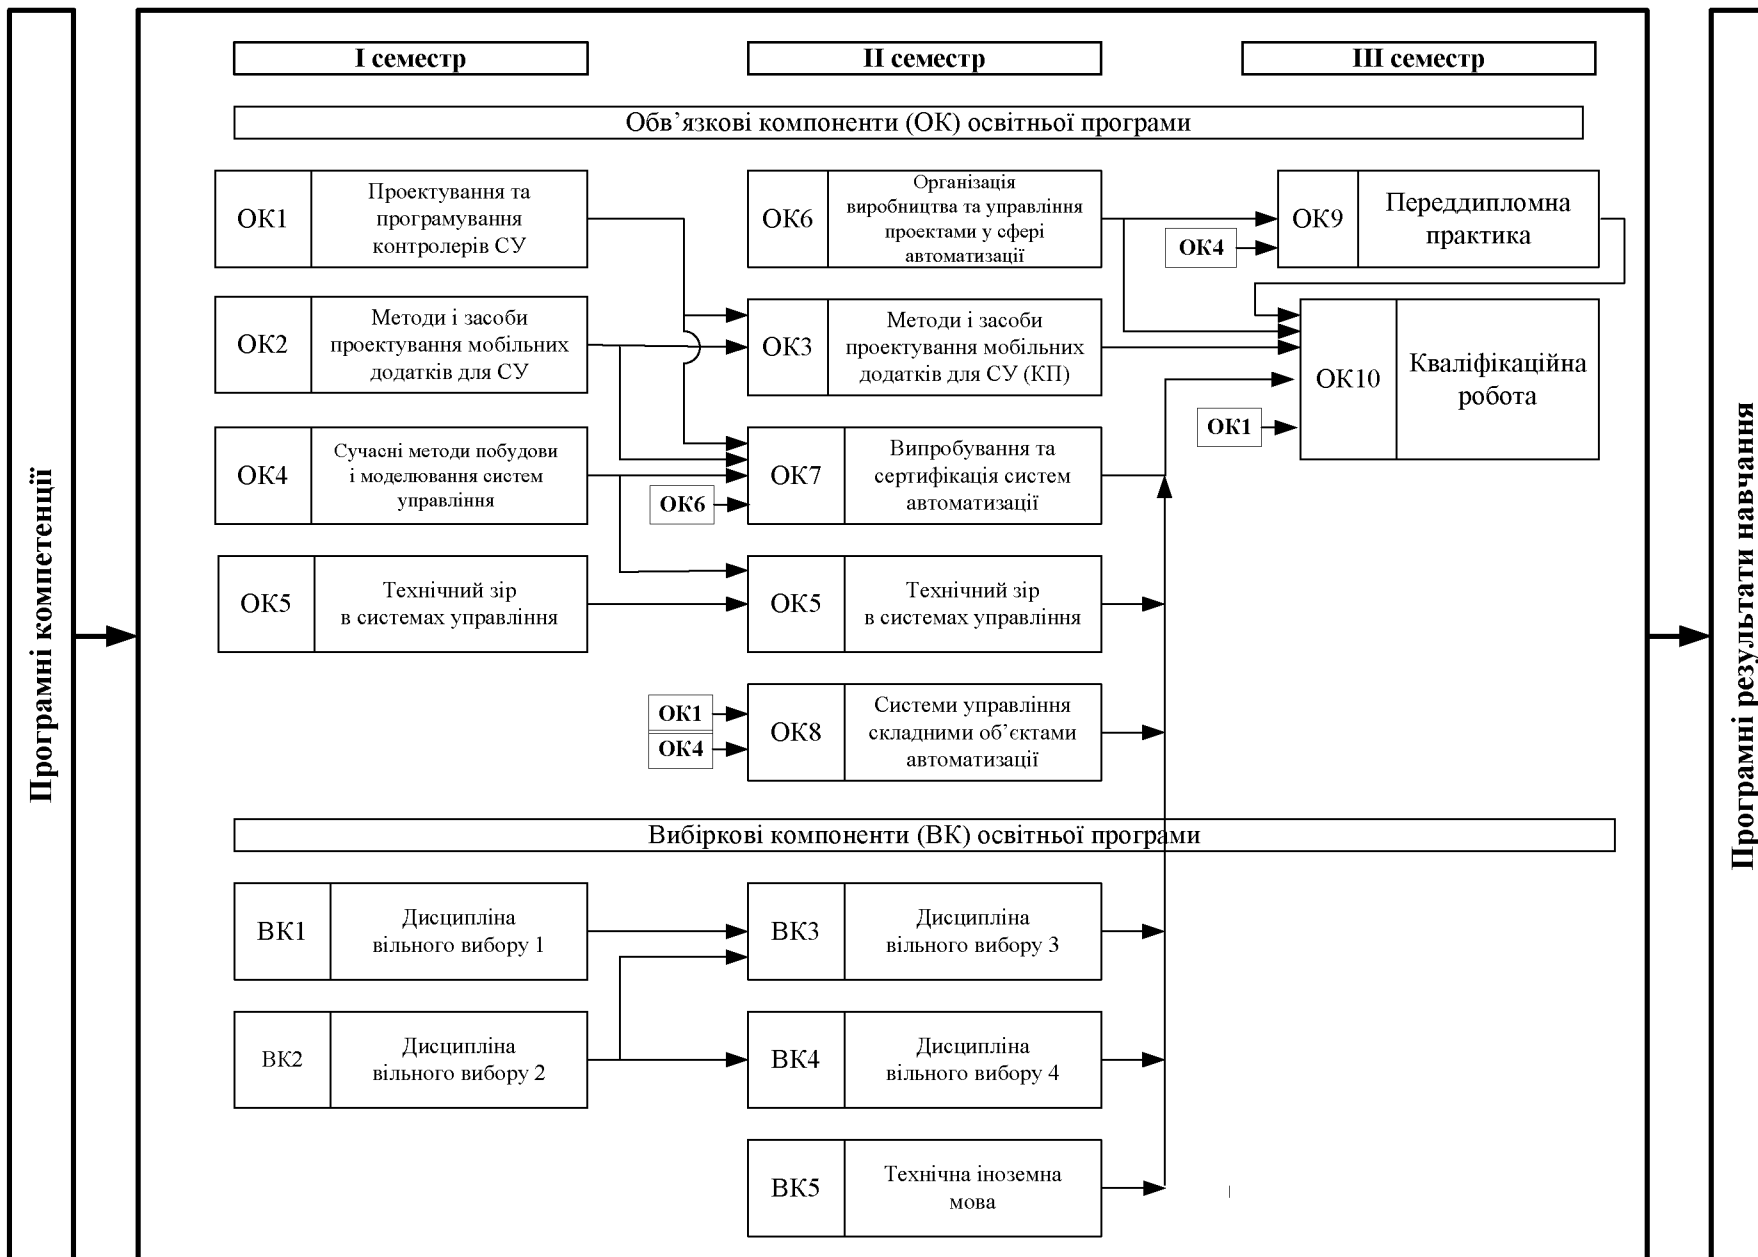 Програмні компетенції
І семестр
ІІ семестр
ІІІ семестр
Обв’язкові компоненти (ОК) освітньої програми
ОК1
Проектування та
програмування
контролерів СУ
ОК6
Організація
виробництва та управління
проектами у сфері
автоматизації
ОК4
ОК9
Переддипломна
практика
ОК2
Методи і засоби
проектування мобільних
додатків для СУ
ОК3
Методи і засоби
проектування мобільних
додатків для СУ (КП)
ОК1
ОК10
Кваліфікаційна
робота
ОК4
Сучасні методи побудови
і моделювання систем
управління
ОК6
ОК7
Випробування та
сертифікація систем
автоматизації
ОК5
Технічний зір
в системах управління
ОК5
Технічний зір
в системах управління
ОК1
ОК4
ОК8
Системи управління
складними об’єктами
автоматизації
Вибіркові компоненти (ВК) освітньої програми
ВК1
Дисципліна
вільного вибору 1
ВК3
Дисципліна
вільного вибору 3
ВК2
Дисципліна
вільного вибору 2
ВК4
Дисципліна
вільного вибору 4
ВК5
Технічна іноземна
мова
Програмні результати навчання